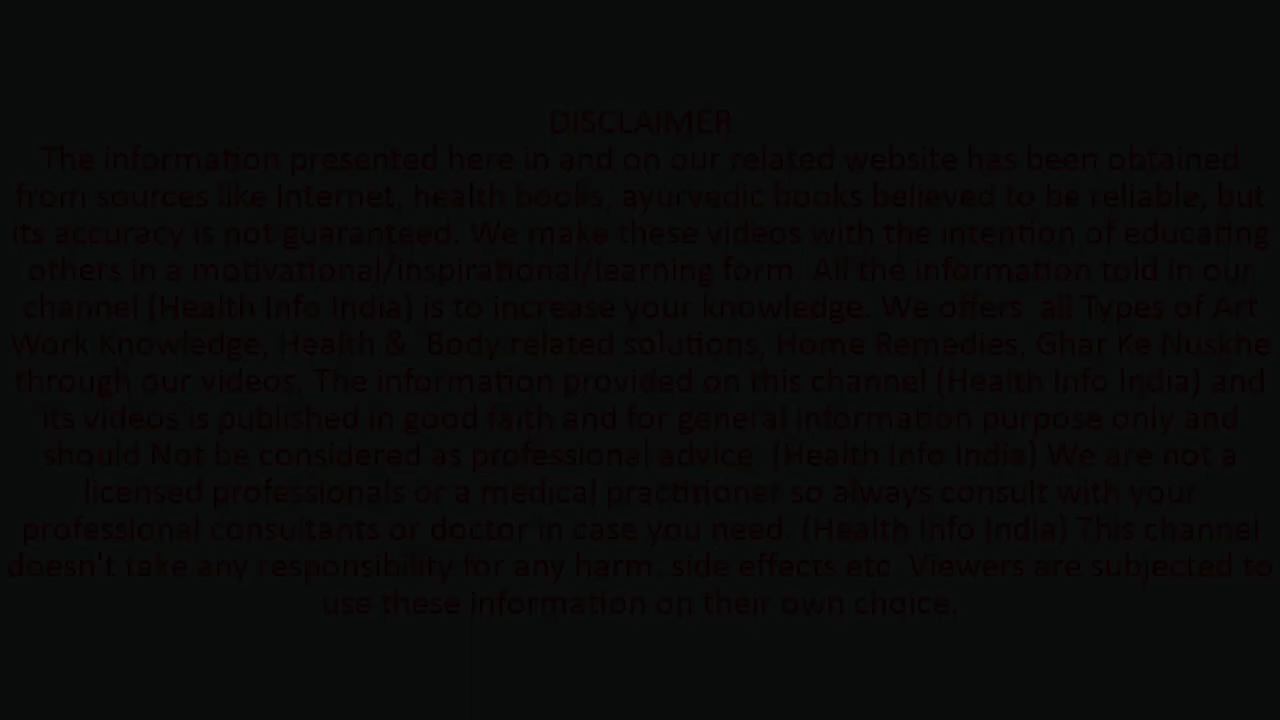 DISCLAIMER
The information presented here in and on our related website has been obtained
from sources like Internet, health books, ayurvedic books believed to be reliable, but
its accuracy is not guaranteed. We make these videos with the intention of educating
others in a motivational/inspirational/learning form. All the information told in our
channel (Health Info India) is to increase your knowledge. We offers all Types of Art
Work Knowledge, Health & Body related solutions, Home Remedies, Ghar Ke Nuskhe
through our videos. The information provided on this channel (Health Info India) and
its videos is published in good faith and for general information purpose only and
should Not be considered as professional advice. (Health Info India) We are not a
licensed professionals or a medical practitioner so always consult with your
professional consultants or doctor in case you need. (Health Info India) This channel
doesn't take any responsibility for any harm, side effects etc. Viewers are subjected to
use these information on their own choice.